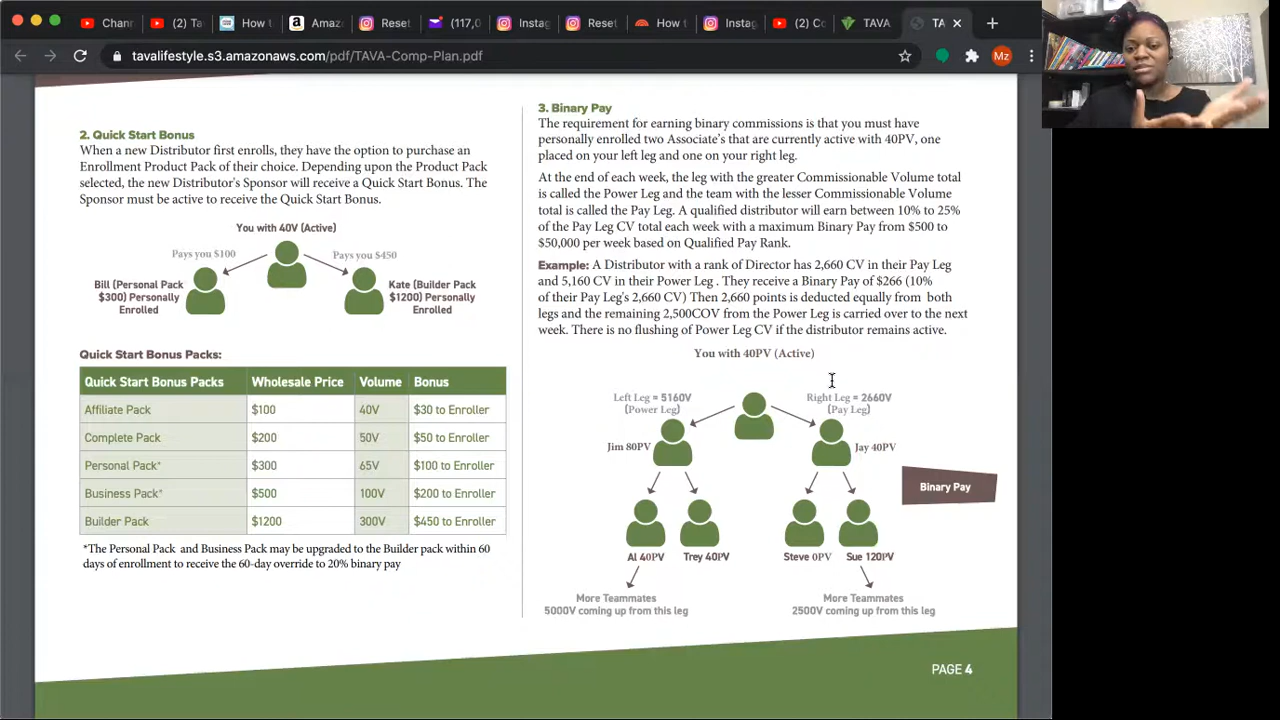 Chan
(2) Ta
How t
Amaz
Reset
(117,0
Instag
Reset
How t
Instag
(2) Co
TAVA
TA
tavalifestyle.s3.amazonaws.com/pdf/TAVA-Comp-Plan.pdf
Mz
2. Quick Start Bonus
When a new Distributor first enrolls, they have the option to purchase an
Enrollment Product Pack of their choice. Depending upon the Product Pack
selected, the new Distributor's Sponsor will receive a Quick Start Bonus. The
Sponsor must be active to receive the Quick Start Bonus.
You with 40V (Active)
Pays you $100
Pays you $450
Bill (Personal Pack
$300) Personally
Enrolled
Kate (Builder Pack
$1200) Personally
Enrolled
Quick Start Bonus Packs:
Quick Start Bonus Packs Wholesale Price Volume Bonus
Affiliate Pack $100 40V $30 to Enroller
Complete Pack $200 50V $50 to Enroller
Personal Pack* $300 65V $100 to Enroller
Business Pack* $500 100V $200 to Enroller
Builder Pack $1200 300V $450 to Enroller
*The Personal Pack and Business Pack may be upgraded to the Builder pack within 60
days of enrollment to receive the 60-day override to 20% binary pay
3. Binary Pay
The requirement for earning binary commissions is that you must have
personally enrolled two Associate's that are currently active with 40PV, one
placed on your left leg and one on your right leg.
At the end of each week, the leg with the greater Commissionable Volume total
is called the Power Leg and the team with the lesser Commissionable Volume
total is called the Pay Leg. A qualified distributor will earn between 10% to 25%
of the Pay Leg CV total each week with a maximum Binary Pay from $500 to
$50,000 per week based on Qualified Pay Rank.
Example: A Distributor with a rank of Director has 2,660 CV in their Pay Leg
and 5,160 CV in their Power Leg . They receive a Binary Pay of $266 (10%
of their Pay Leg's 2,660 CV) Then 2,660 points is deducted equally from both
legs and the remaining 2,500COV from the Power Leg is carried over to the next
week. There is no flushing of Power Leg CV if the distributor remains active.
You with 40PV (Active)
Left Leg = 5160V
(Power Leg)
Right Leg = 2660V
(Pay Leg)
Jim 80PV
Jay 40PV
Binary Pay
Al 40PV
Trey 40PV
Steve 0PV
Sue 120PV
More Teammates
5000V coming up from this leg
More Teammates
2500V coming up from this leg
PAGE 4